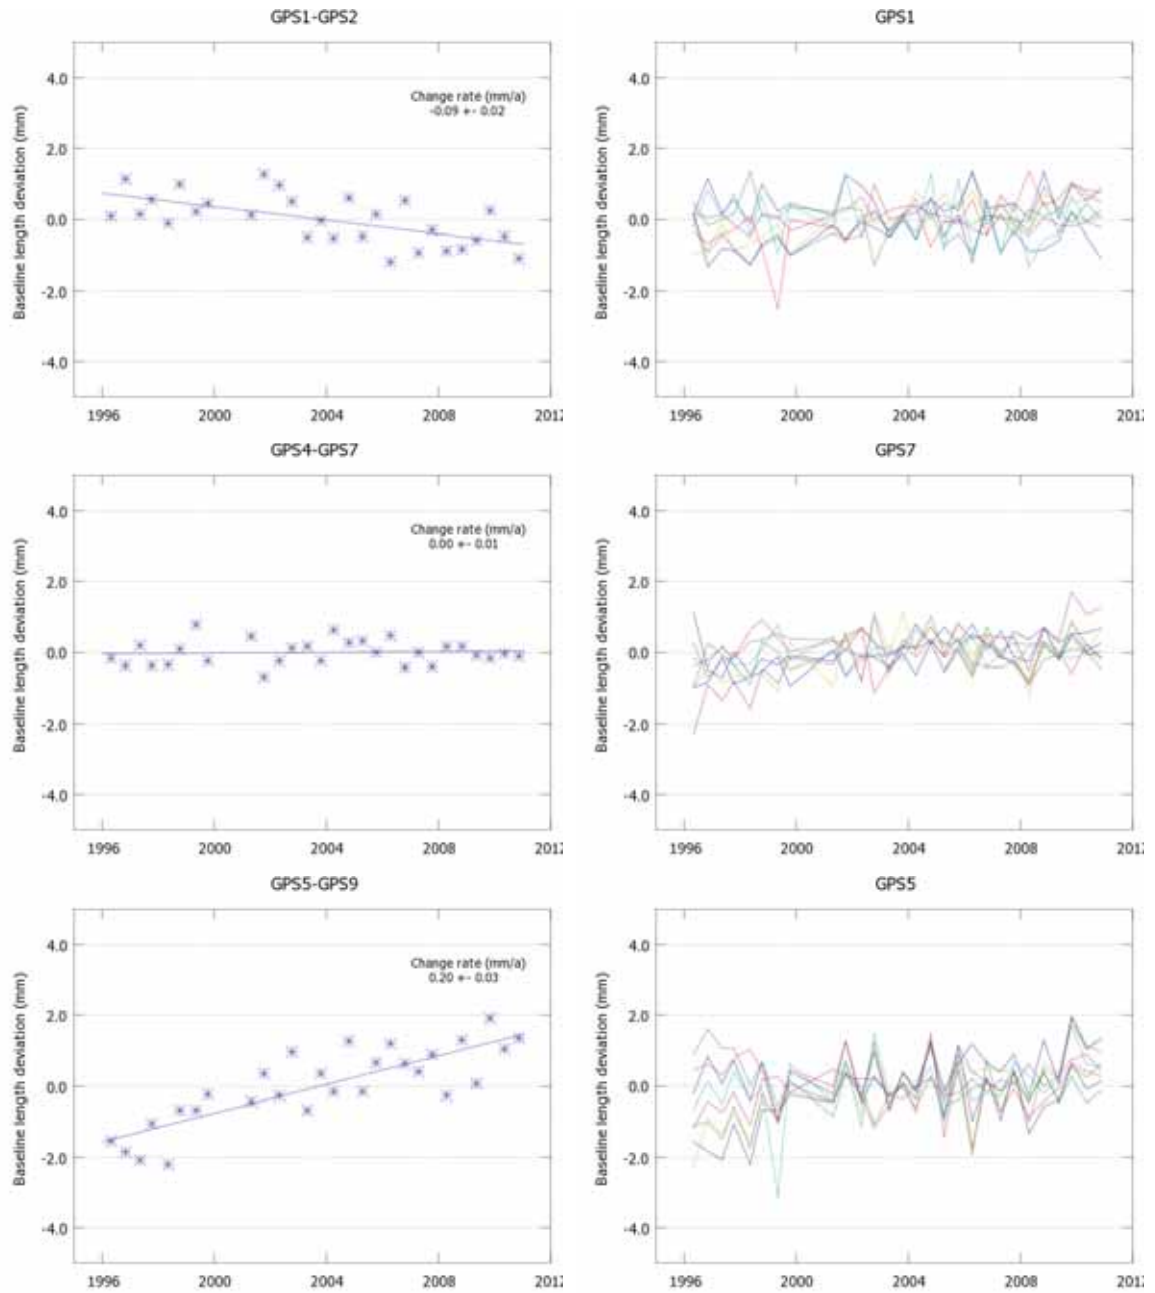 GPS1-GPS2
4.0
2.0
0.0
-2.0
-4.0
Baseline length deviation (mm)
Change rate (mm/a)
-0.09 +- 0.02
1996 2000 2004 2008 2012
GPS1
4.0
2.0
0.0
-2.0
-4.0
Baseline length deviation (mm)
1996 2000 2004 2008 201
GPS4-GPS7
4.0
2.0
0.0
-2.0
-4.0
Baseline length deviation (mm)
Change rate (mm/a)
0.00 +- 0.01
1996 2000 2004 2008 2012
GPS7
4.0
2.0
0.0
-2.0
-4.0
Baseline length deviation (mm)
1996 2000 2004 2008 201
GPS5-GPS9
4.0
2.0
0.0
-2.0
-4.0
Baseline length deviation (mm)
Change rate (mm/a)
0.20 +- 0.03
1996 2000 2004 2008 2012
GPS5
4.0
2.0
0.0
-2.0
-4.0
Baseline length deviation (mm)
1996 2000 2004 2008 201